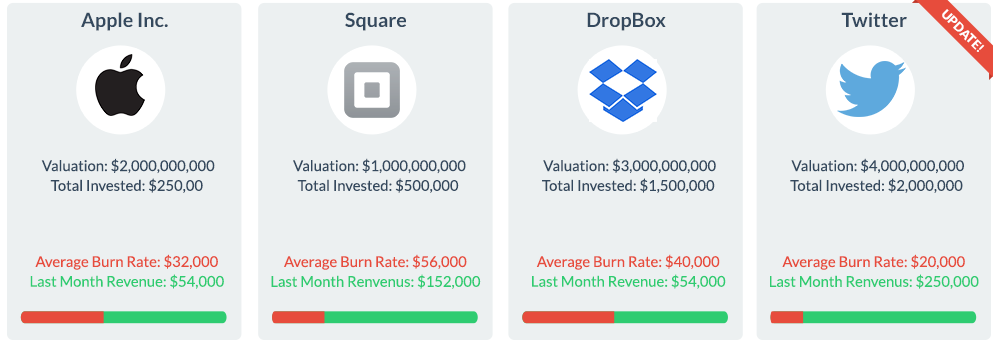 Apple Inc.
Valuation: $2,000,000,000
Total Invested: $250,00
Average Burn Rate: $32,000
Last Month Revenue: $54,000
Square
Valuation: $1,000,000,000
Total Invested: $500,000
Average Burn Rate: $56,000
Last Month Renvenus: $152,000
DropBox
Valuation: $3,000,000,000
Total Invested: $1,500,000
Average Burn Rate: $40,000
Last Month Revenue: $54,000
Twitter
UPDATE!
Valuation: $4,000,000,000
Total Invested: $2,000,000
Average Burn Rate: $20,000
Last Month Renvenus: $250,000